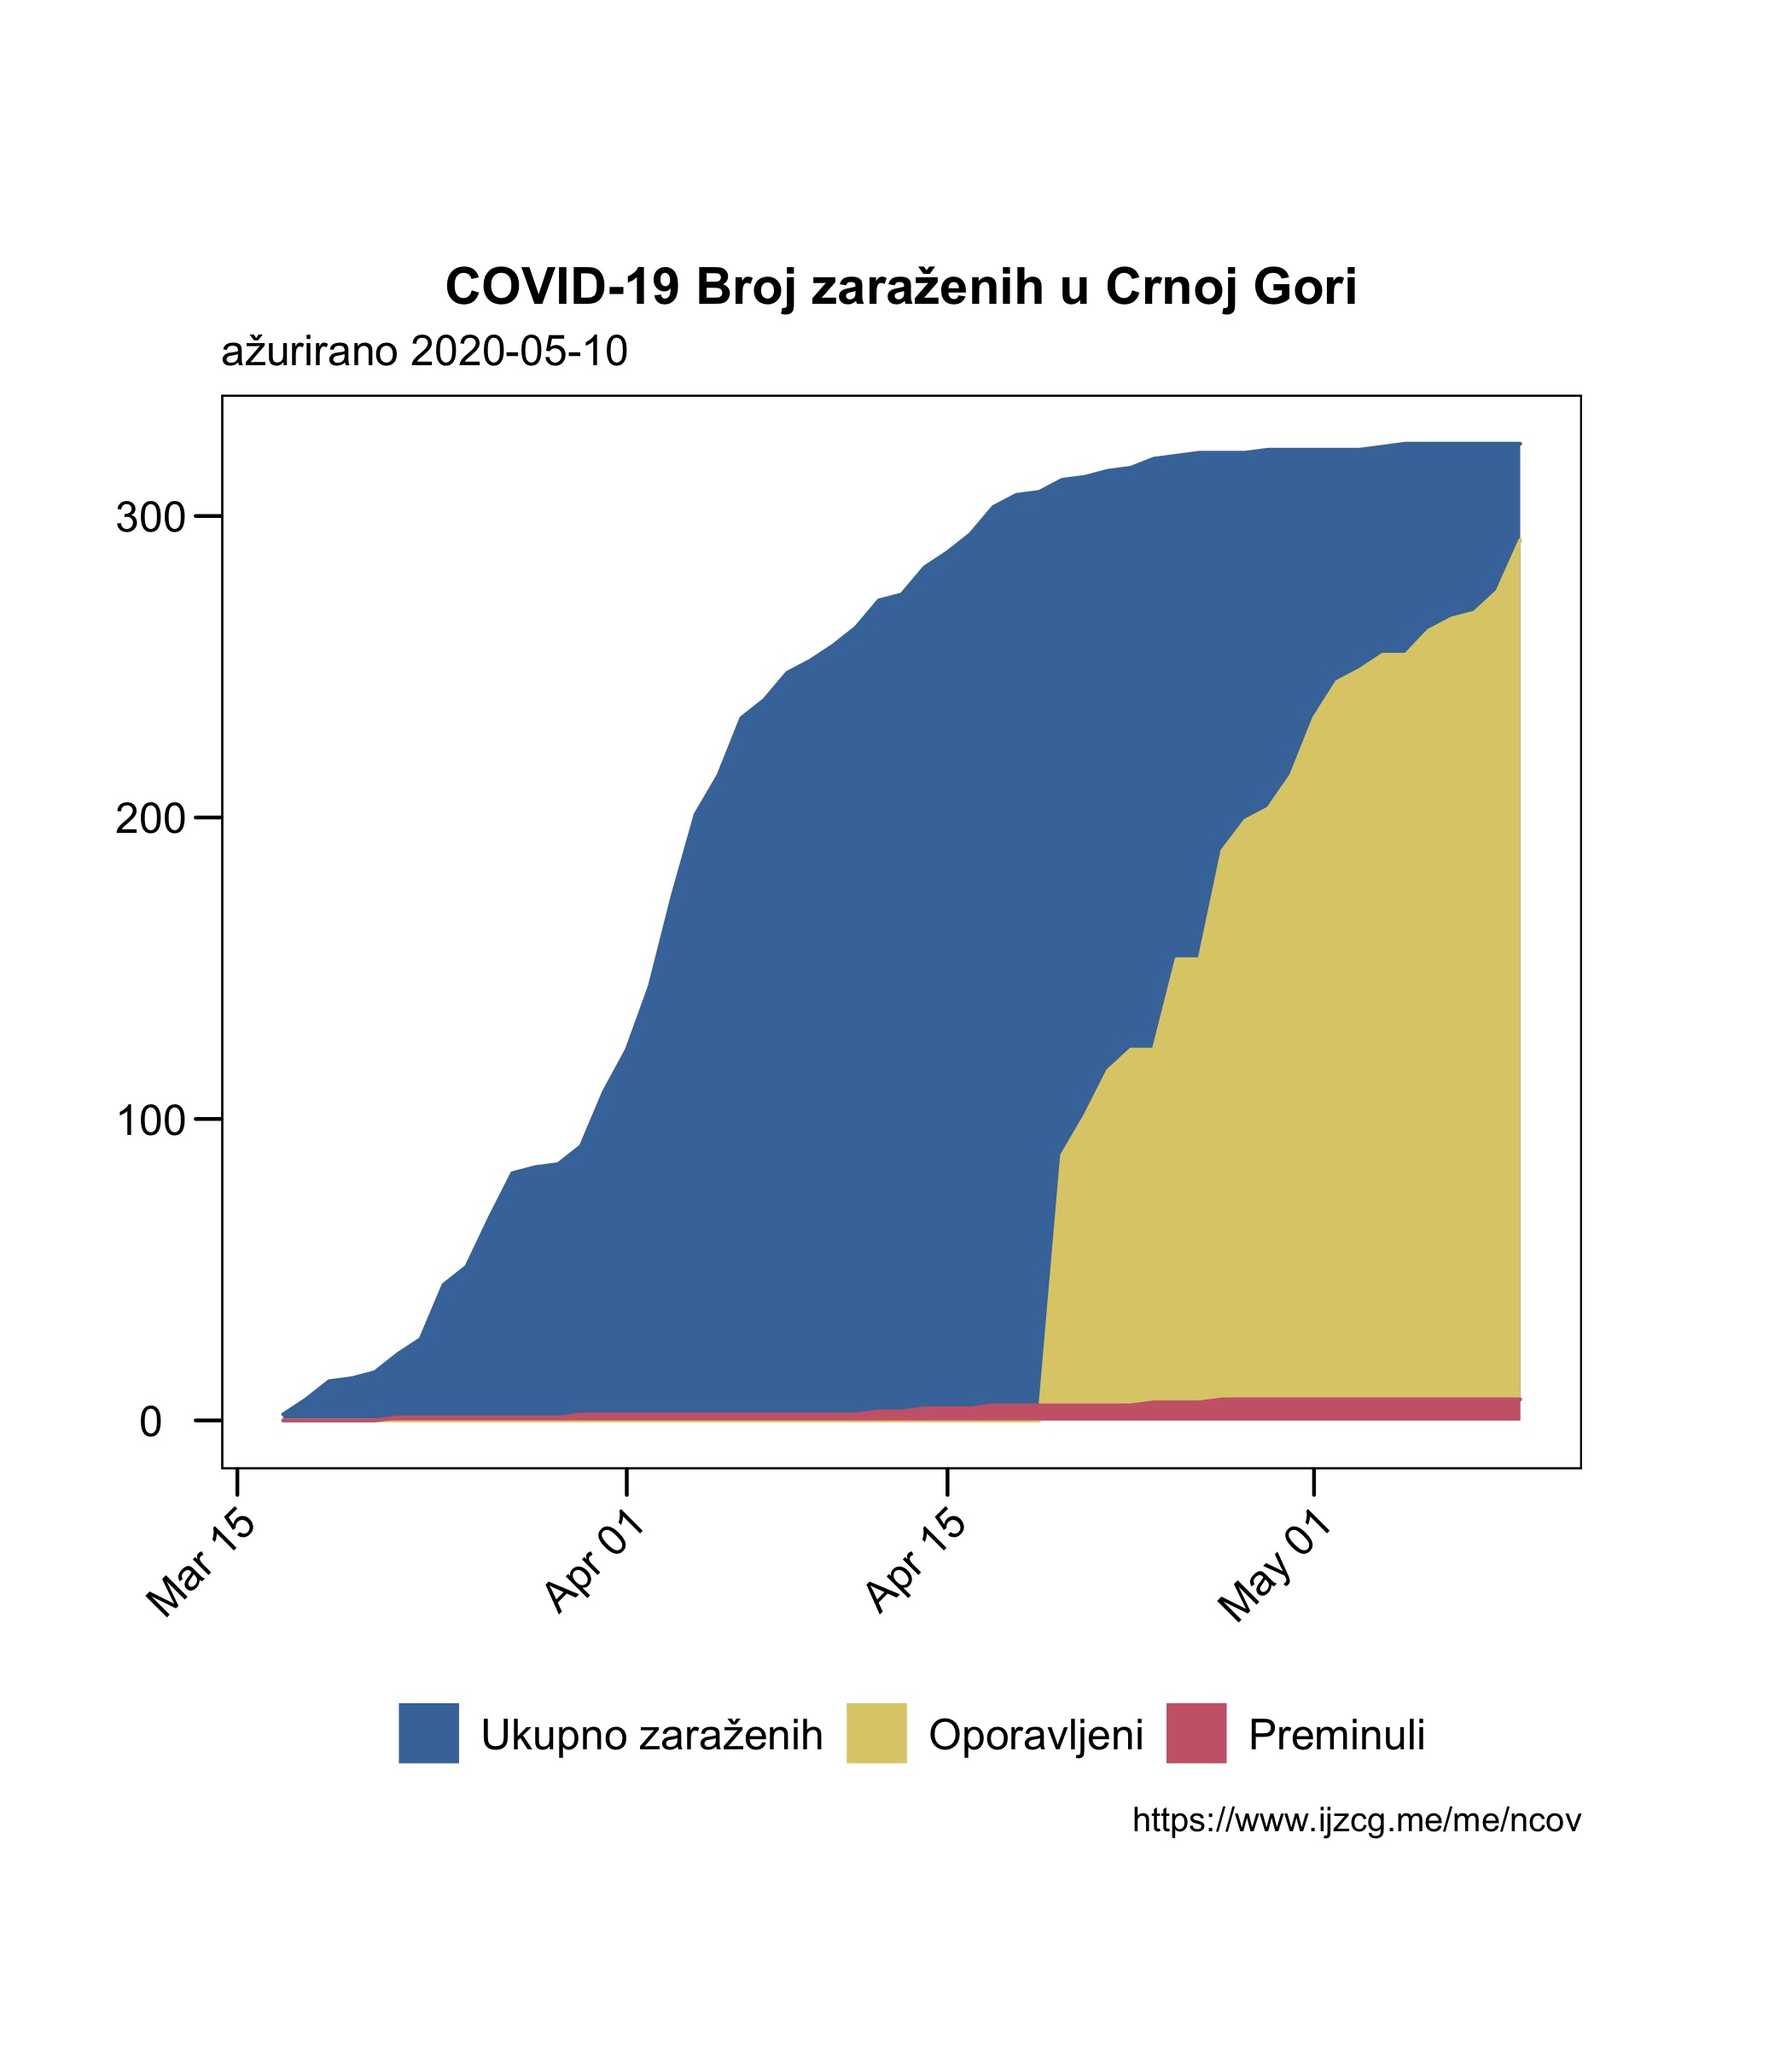 COVID-19 Broj zaraženih u Crnoj Gori
ažurirano 2020-05-10
300
200
100
0
Mar 15
Apr 01
Apr 15
May 01
Ukupno zaraženih
Oporavljeni
Preminuli
https://www.ijzcg.me/me/ncov